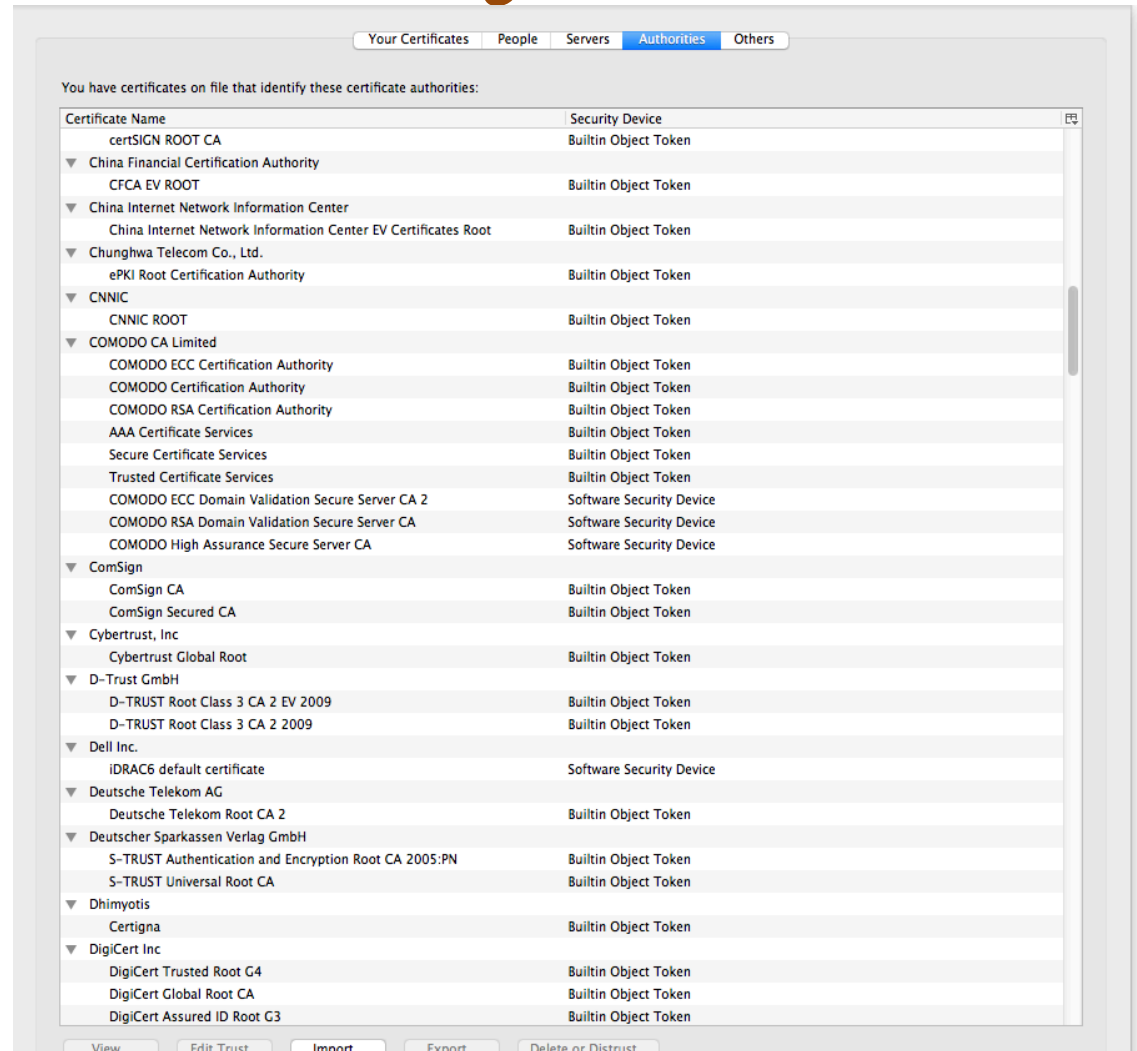 Your Certificates People Servers Authorities Others
You have certificates on file that identify these certificate authorities:
Certificate Name Security Device
certSIGN ROOT CA Builtin Object Token
China Financial Certification Authority
CFCA EV ROOT Builtin Object Token
China Internet Network Information Center
China Internet Network Information Center EV Certificates Root Builtin Object Token
Chunghwa Telecom Co., Ltd.
ePKI Root Certification Authority Builtin Object Token
CNNIC
CNNIC ROOT Builtin Object Token
COMODO CA Limited
COMODO ECC Certification Authority Builtin Object Token
COMODO Certification Authority Builtin Object Token
COMODO RSA Certification Authority Builtin Object Token
AAA Certificate Services Builtin Object Token
Secure Certificate Services Builtin Object Token
Trusted Certificate Services Builtin Object Token
COMODO ECC Domain Validation Secure Server CA 2 Software Security Device
COMODO RSA Domain Validation Secure Server CA Software Security Device
COMODO High Assurance Secure Server CA Software Security Device
ComSign
ComSign CA Builtin Object Token
ComSign Secured CA Builtin Object Token
Cybertrust, Inc
Cybertrust Global Root Builtin Object Token
D-Trust GmbH
D-TRUST Root Class 3 CA 2 EV 2009 Builtin Object Token
D-TRUST Root Class 3 CA 2 2009 Builtin Object Token
Dell Inc.
iDRAC6 default certificate Software Security Device
Deutsche Telekom AG
Deutsche Telekom Root CA 2 Builtin Object Token
Deutscher Sparkassen Verlag GmbH
S-TRUST Authentication and Encryption Root CA 2005:PN Builtin Object Token
S-TRUST Universal Root CA Builtin Object Token
Dhimyotis
Certigna Builtin Object Token
DigiCert Inc
DigiCert Trusted Root G4 Builtin Object Token
DigiCert Global Root CA Builtin Object Token
DigiCert Assured ID Root G3 Builtin Object Token
View... Edit Trust... Import... Export... Delete or Distrust...